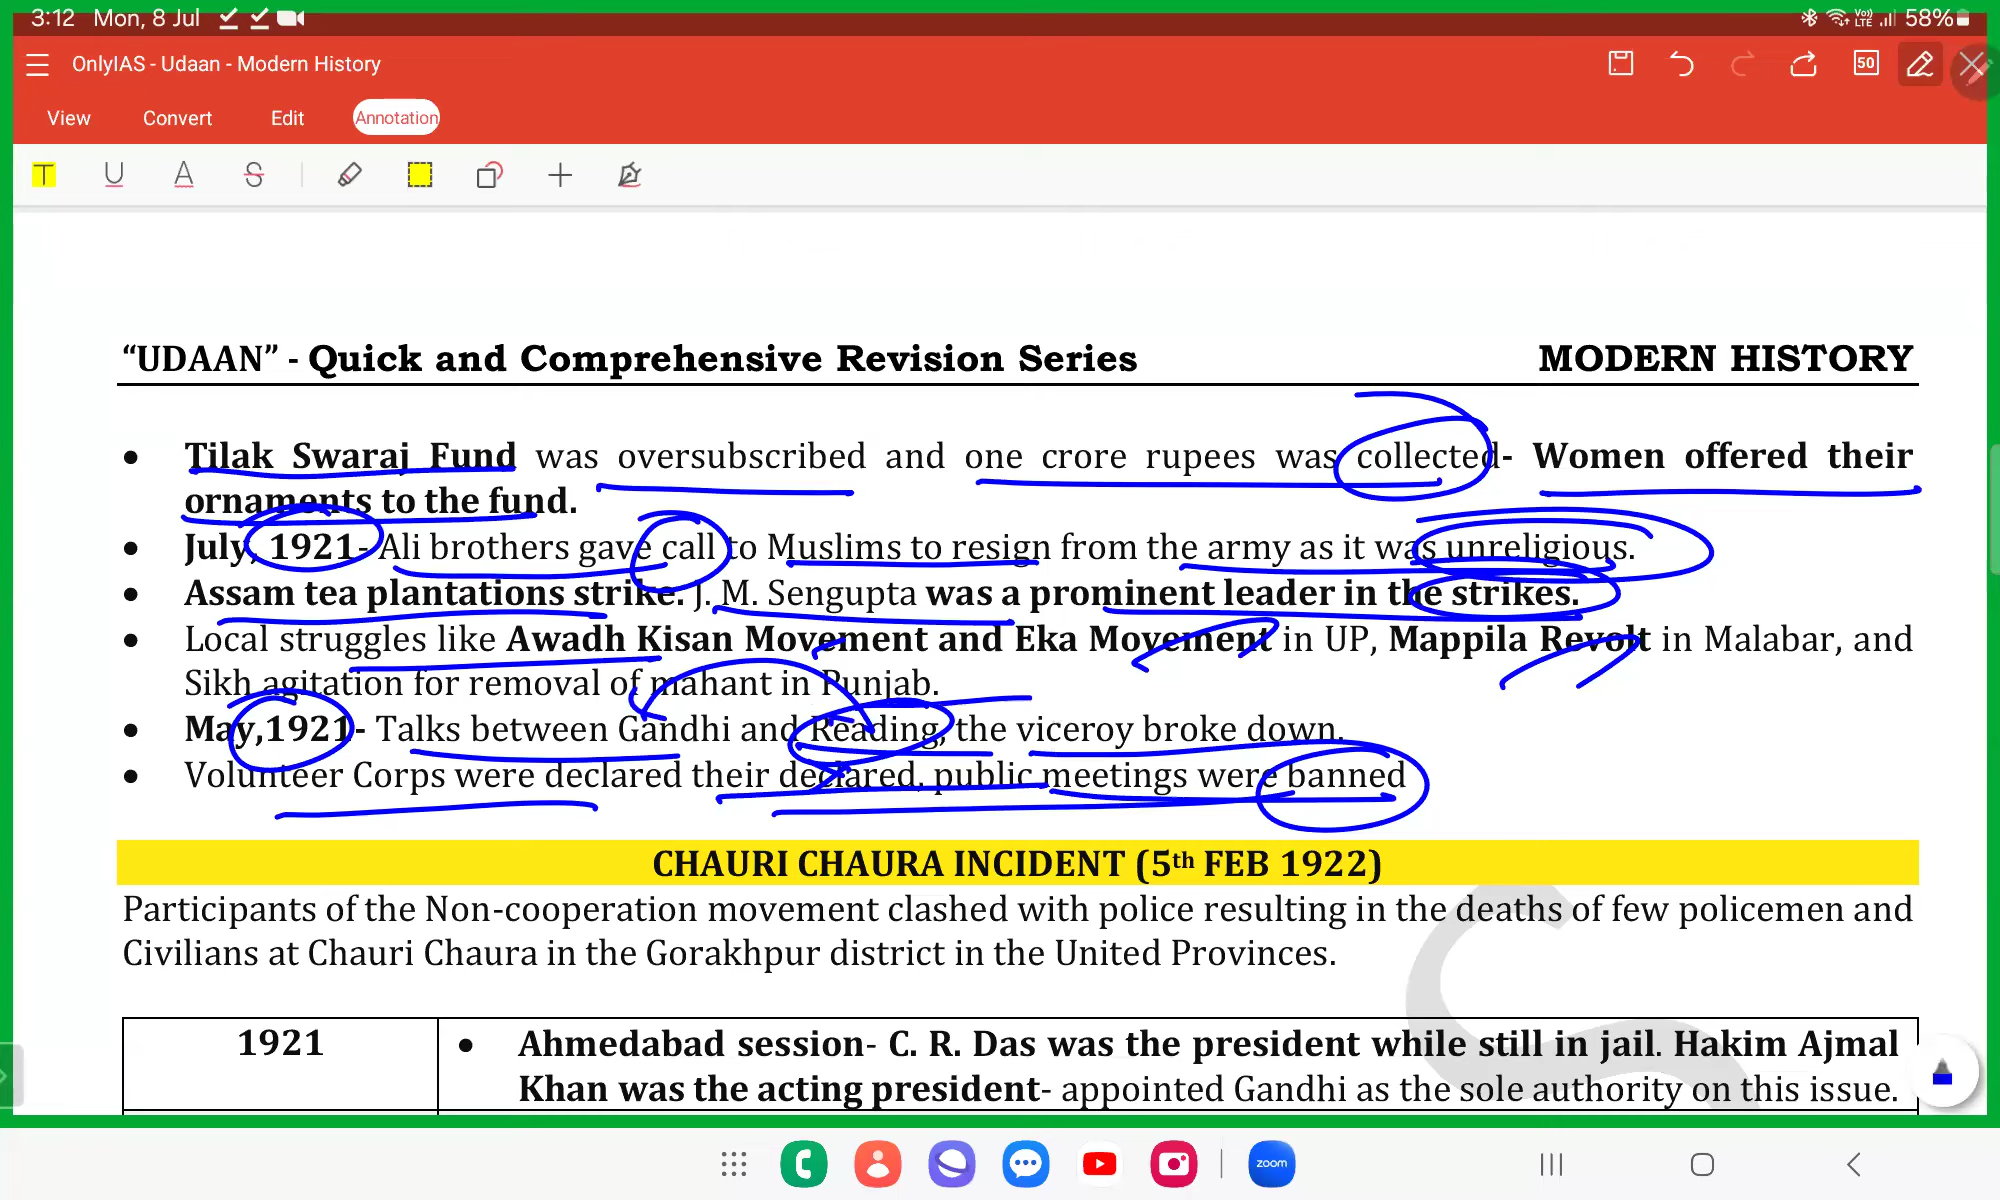 3:12 Mon, 8 Jul 58%
OnlyIAS - Udaan - Modern History 50
View Convert Edit Annotation
T U A S
“UDAAN” - Quick and Comprehensive Revision Series MODERN HISTORY
• Tilak Swaraj Fund was oversubscribed and one crore rupees was collected- Women offered their
ornaments to the fund.
• July, 1921- Ali brothers gave call to Muslims to resign from the army as it was unreligious.
• Assam tea plantations strike. J. M. Sengupta was a prominent leader in the strikes.
• Local struggles like Awadh Kisan Movement and Eka Movement in UP, Mappila Revolt in Malabar, and
Sikh agitation for removal of mahant in Punjab.
• May,1921- Talks between Gandhi and Reading, the viceroy broke down.
• Volunteer Corps were declared their declared, public meetings were banned
CHAURI CHAURA INCIDENT (5th FEB 1922)
Participants of the Non-cooperation movement clashed with police resulting in the deaths of few policemen and
Civilians at Chauri Chaura in the Gorakhpur district in the United Provinces.
1921 • Ahmedabad session- C. R. Das was the president while still in jail. Hakim Ajmal
Khan was the acting president- appointed Gandhi as the sole authority on this issue.
zoom